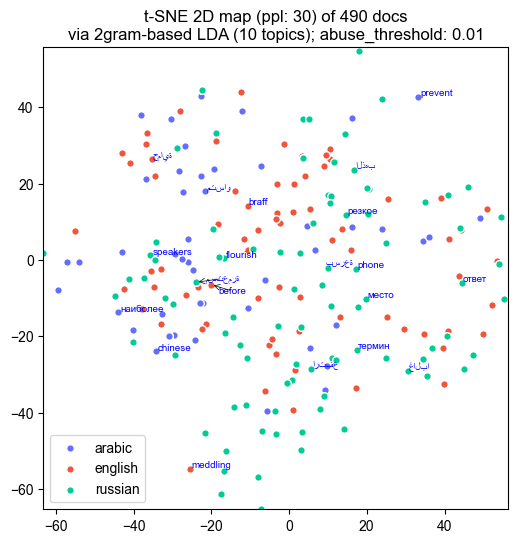 t-SNE 2D map (ppl: 30) of 490 docs
via 2gram-based LDA (10 topics); abuse_threshold: 0.01
40
20
0
−20
−40
−60
−60
−40
−20
0
20
40
prevent
braff
резкое
speakers
flourish
phone
ответ
before
место
наиболее
chinese
термин
meddling
arabic
english
russian